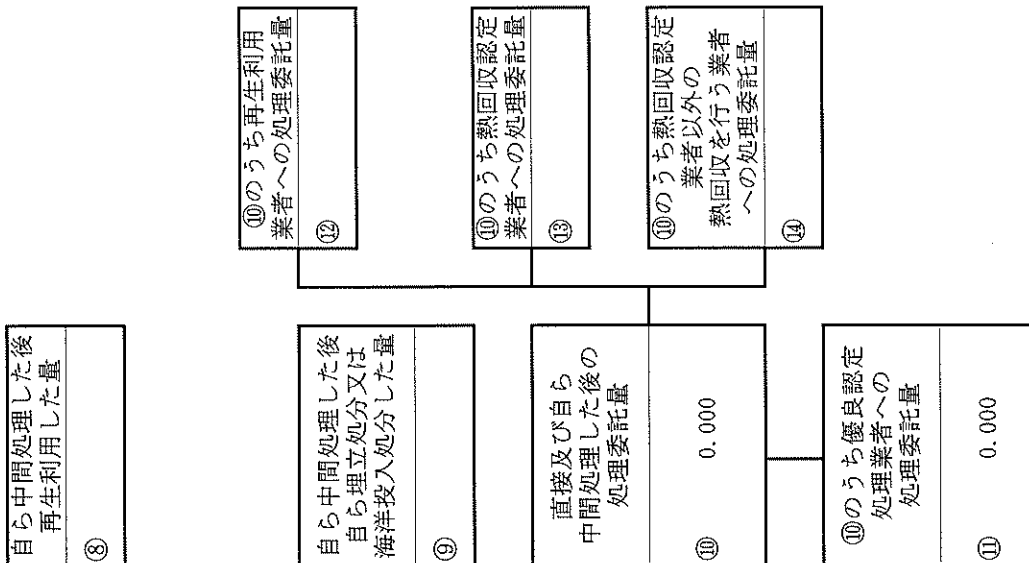 自ら中間処理した後
再生利用した量
⑧
自ら中間処理した後
自ら埋立処分又は
海洋投入処分した量
⑨
直接及び自ら
中間処理した後の
処理委託量
⑩ 0.000
⑩のうち優良認定
処理業者への
処理委託量
⑪ 0.000
⑩のうち再生利用
業者への処理委託量
⑫
⑩のうち熱回収認定
業者への処理委託量
⑬
⑩のうち熱回収認定
業者以外の
熱回収を行う業者
への処理委託量
⑭